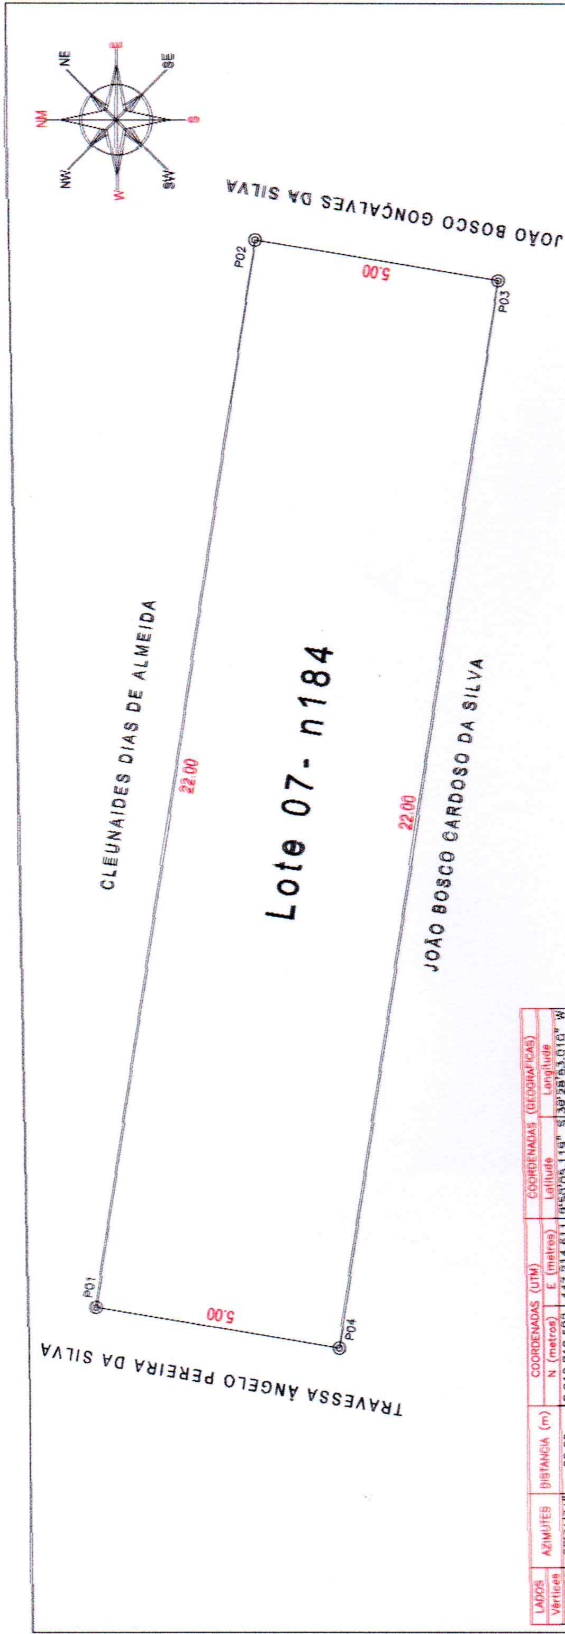 NM
NE
E
SE
S
SW
W
NW
P01
P02
P03
P04
CLEUNAIDES DIAS DE ALMEIDA
22.00
JOÃO BOSCO GONÇALVES DA SILVA
5.00
Lote 07- n184
22.00
JOÃO BOSCO CARDOSO DA SILVA
5.00
TRAVESSA ÂNGELO PEREIRA DA SILVA
LADOS AZIMUTES DISTANCIA (m) COORDENADAS (UTM) COORDENADAS (GEOGRAFICAS)
Vértices N (metros) E (metros) Latitude Longitude